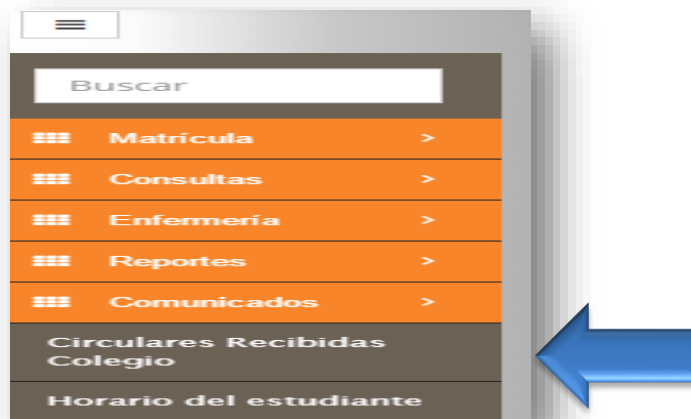 Buscar
Matrícula
Consultas
Enfermería
Reportes
Comunicados
Circulares Recibidas
Colegio
Horario del estudiante